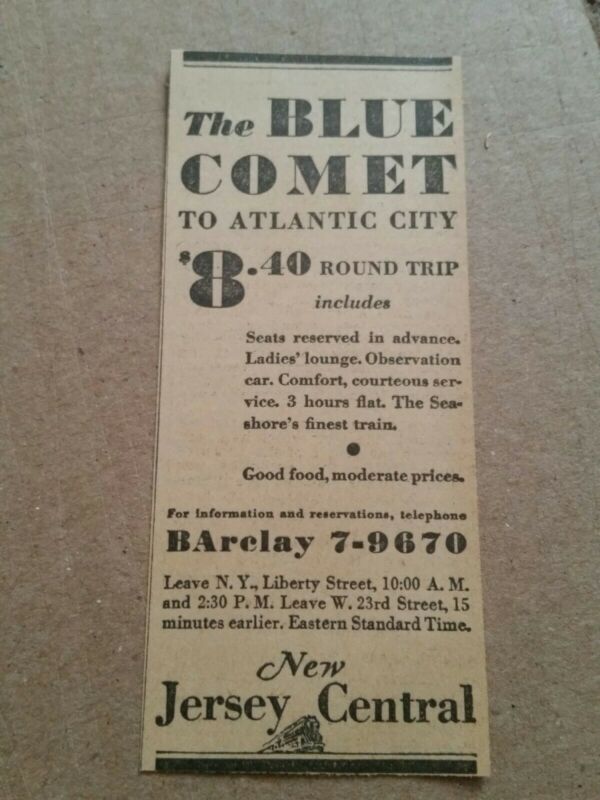 The BLUE
COMET
TO ATLANTIC CITY
$8.40 ROUND TRIP
includes
Seats reserved in advance.
Ladies' lounge. Observation
car. Comfort, courteous ser-
vice. 3 hours flat. The Sea-
shore's finest train.
Good food, moderate prices.
For information and reservations, telephone
BArclay 7-9670
Leave N. Y., Liberty Street, 10:00 A. M.
and 2:30 P. M. Leave W. 23rd Street, 15
minutes earlier. Eastern Standard Time.
New
Jersey Central